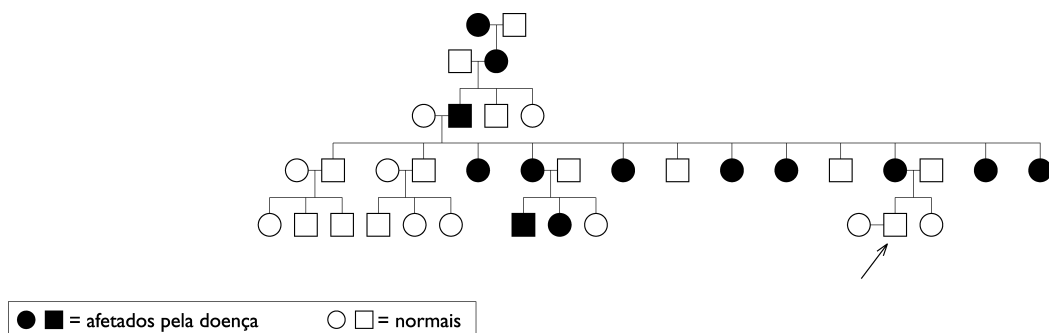 = afetados pela doença = normais